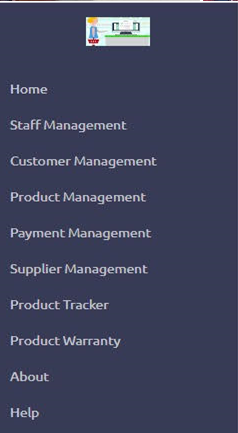 Home
Staff Management
Customer Management
Product Management
Payment Management
Supplier Management
Product Tracker
Product Warranty
About
Help